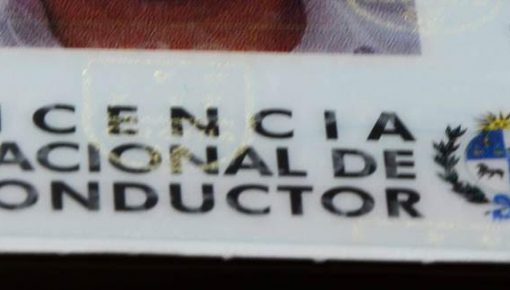 ICENCIA
ACIONAL DE
ONDUCTOR